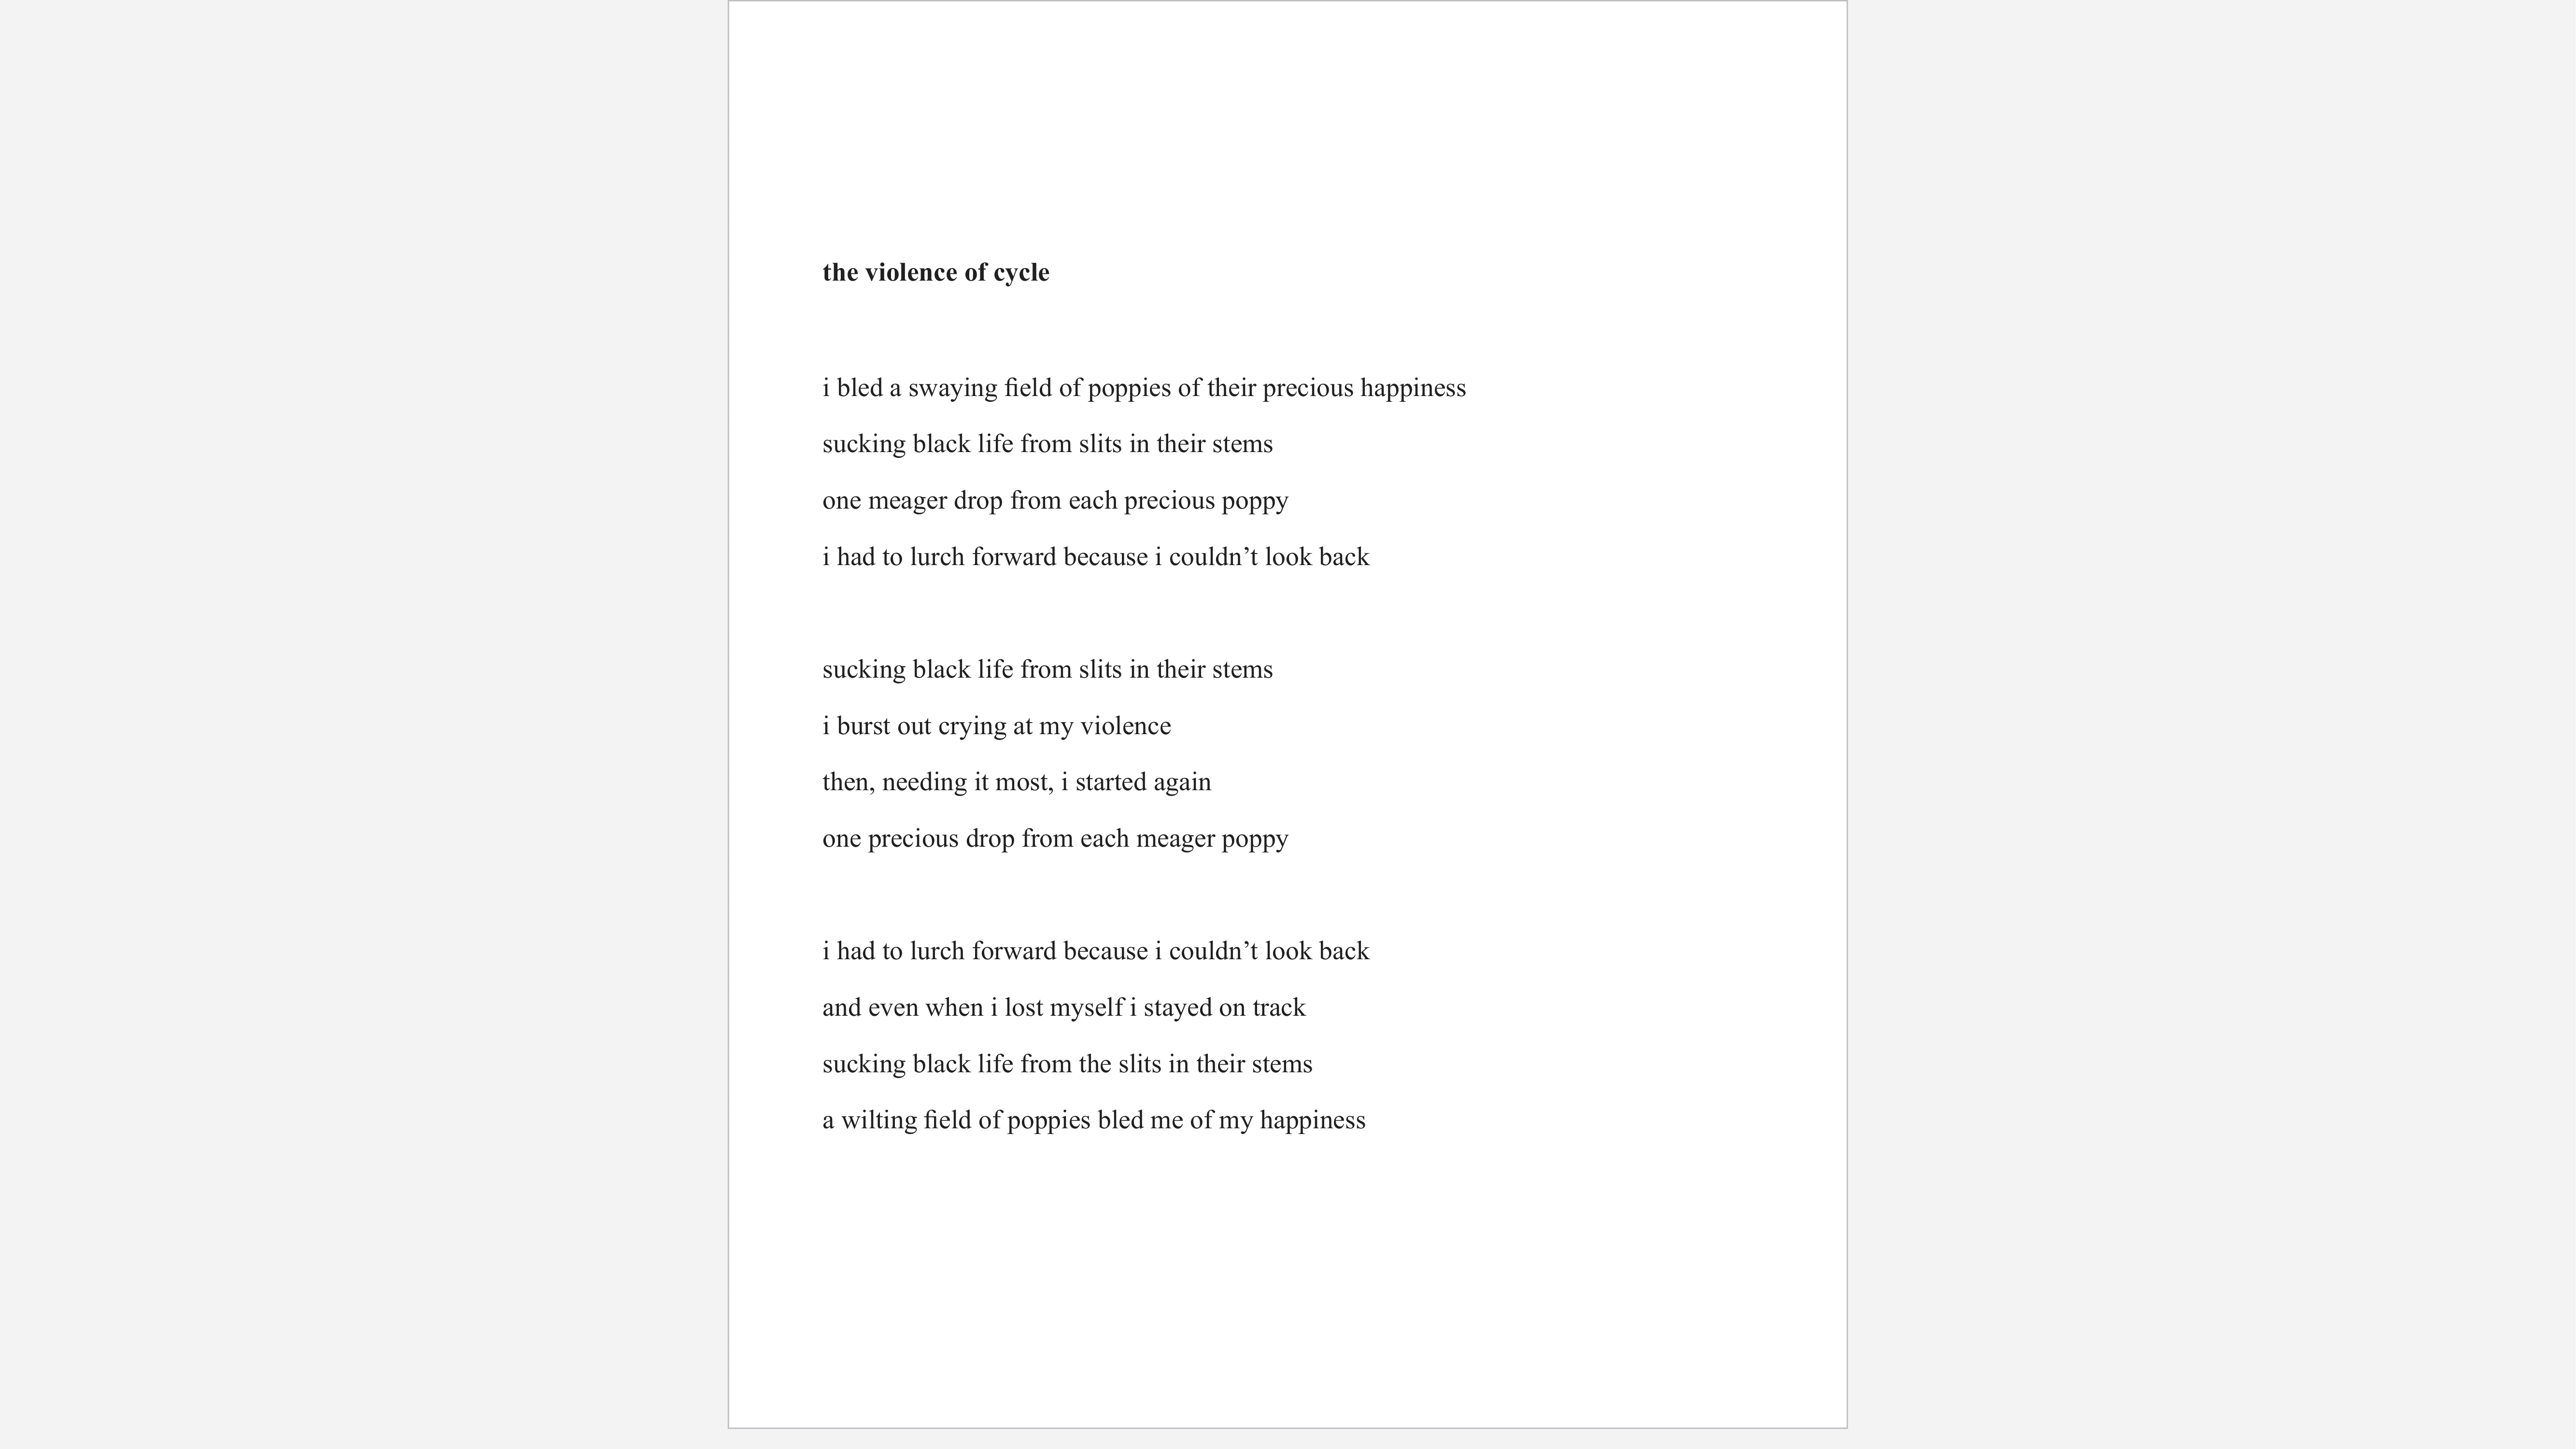 the violence of cycle
i bled a swaying field of poppies of their precious happiness
sucking black life from slits in their stems
one meager drop from each precious poppy
i had to lurch forward because i couldn’t look back
sucking black life from slits in their stems
i burst out crying at my violence
then, needing it most, i started again
one precious drop from each meager poppy
i had to lurch forward because i couldn’t look back
and even when i lost myself i stayed on track
sucking black life from the slits in their stems
a wilting field of poppies bled me of my happiness